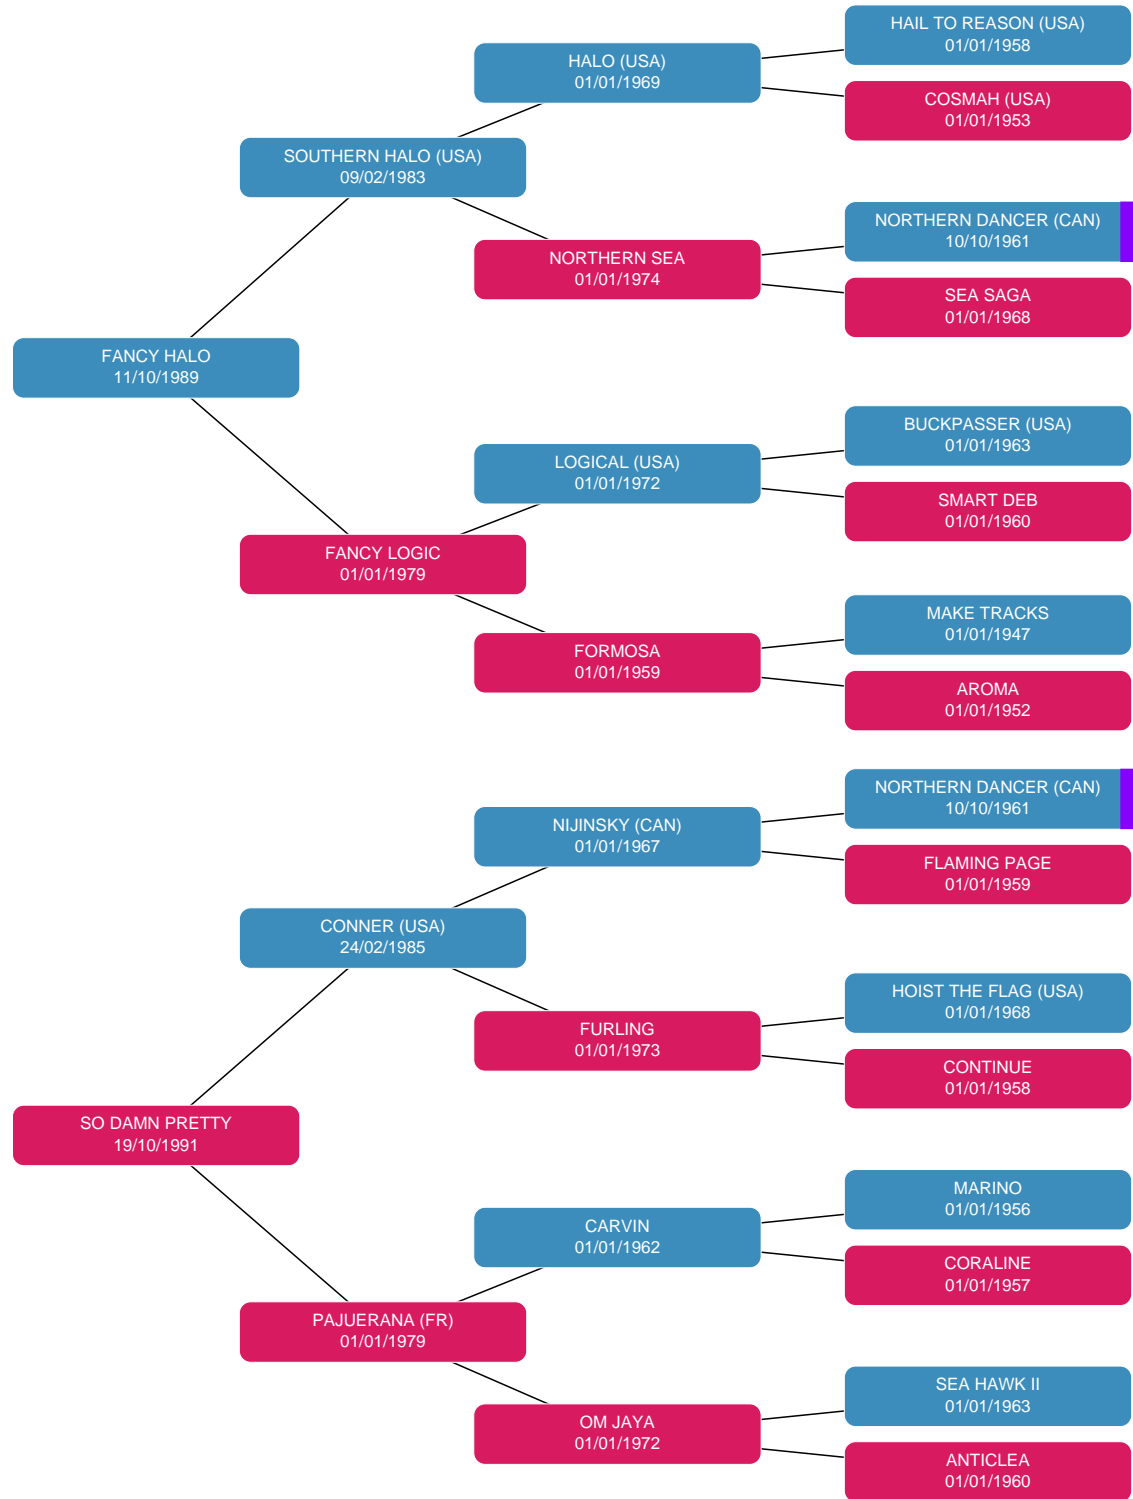 HAIL TO REASON (USA)
01/01/1958
HALO (USA)
01/01/1969
COSMAH (USA)
01/01/1953
SOUTHERN HALO (USA)
09/02/1983
NORTHERN DANCER (CAN)
10/10/1961
NORTHERN SEA
01/01/1974
SEA SAGA
01/01/1968
FANCY HALO
11/10/1989
BUCKPASSER (USA)
01/01/1963
LOGICAL (USA)
01/01/1972
SMART DEB
01/01/1960
FANCY LOGIC
01/01/1979
MAKE TRACKS
01/01/1947
FORMOSA
01/01/1959
AROMA
01/01/1952
NORTHERN DANCER (CAN)
10/10/1961
NIJINSKY (CAN)
01/01/1967
FLAMING PAGE
01/01/1959
CONNER (USA)
24/02/1985
HOIST THE FLAG (USA)
01/01/1968
FURLING
01/01/1973
CONTINUE
01/01/1958
SO DAMN PRETTY
19/10/1991
MARINO
01/01/1956
CARVIN
01/01/1962
CORALINE
01/01/1957
PAJUERANA (FR)
01/01/1979
SEA HAWK II
01/01/1963
OM JAYA
01/01/1972
ANTICLEA
01/01/1960